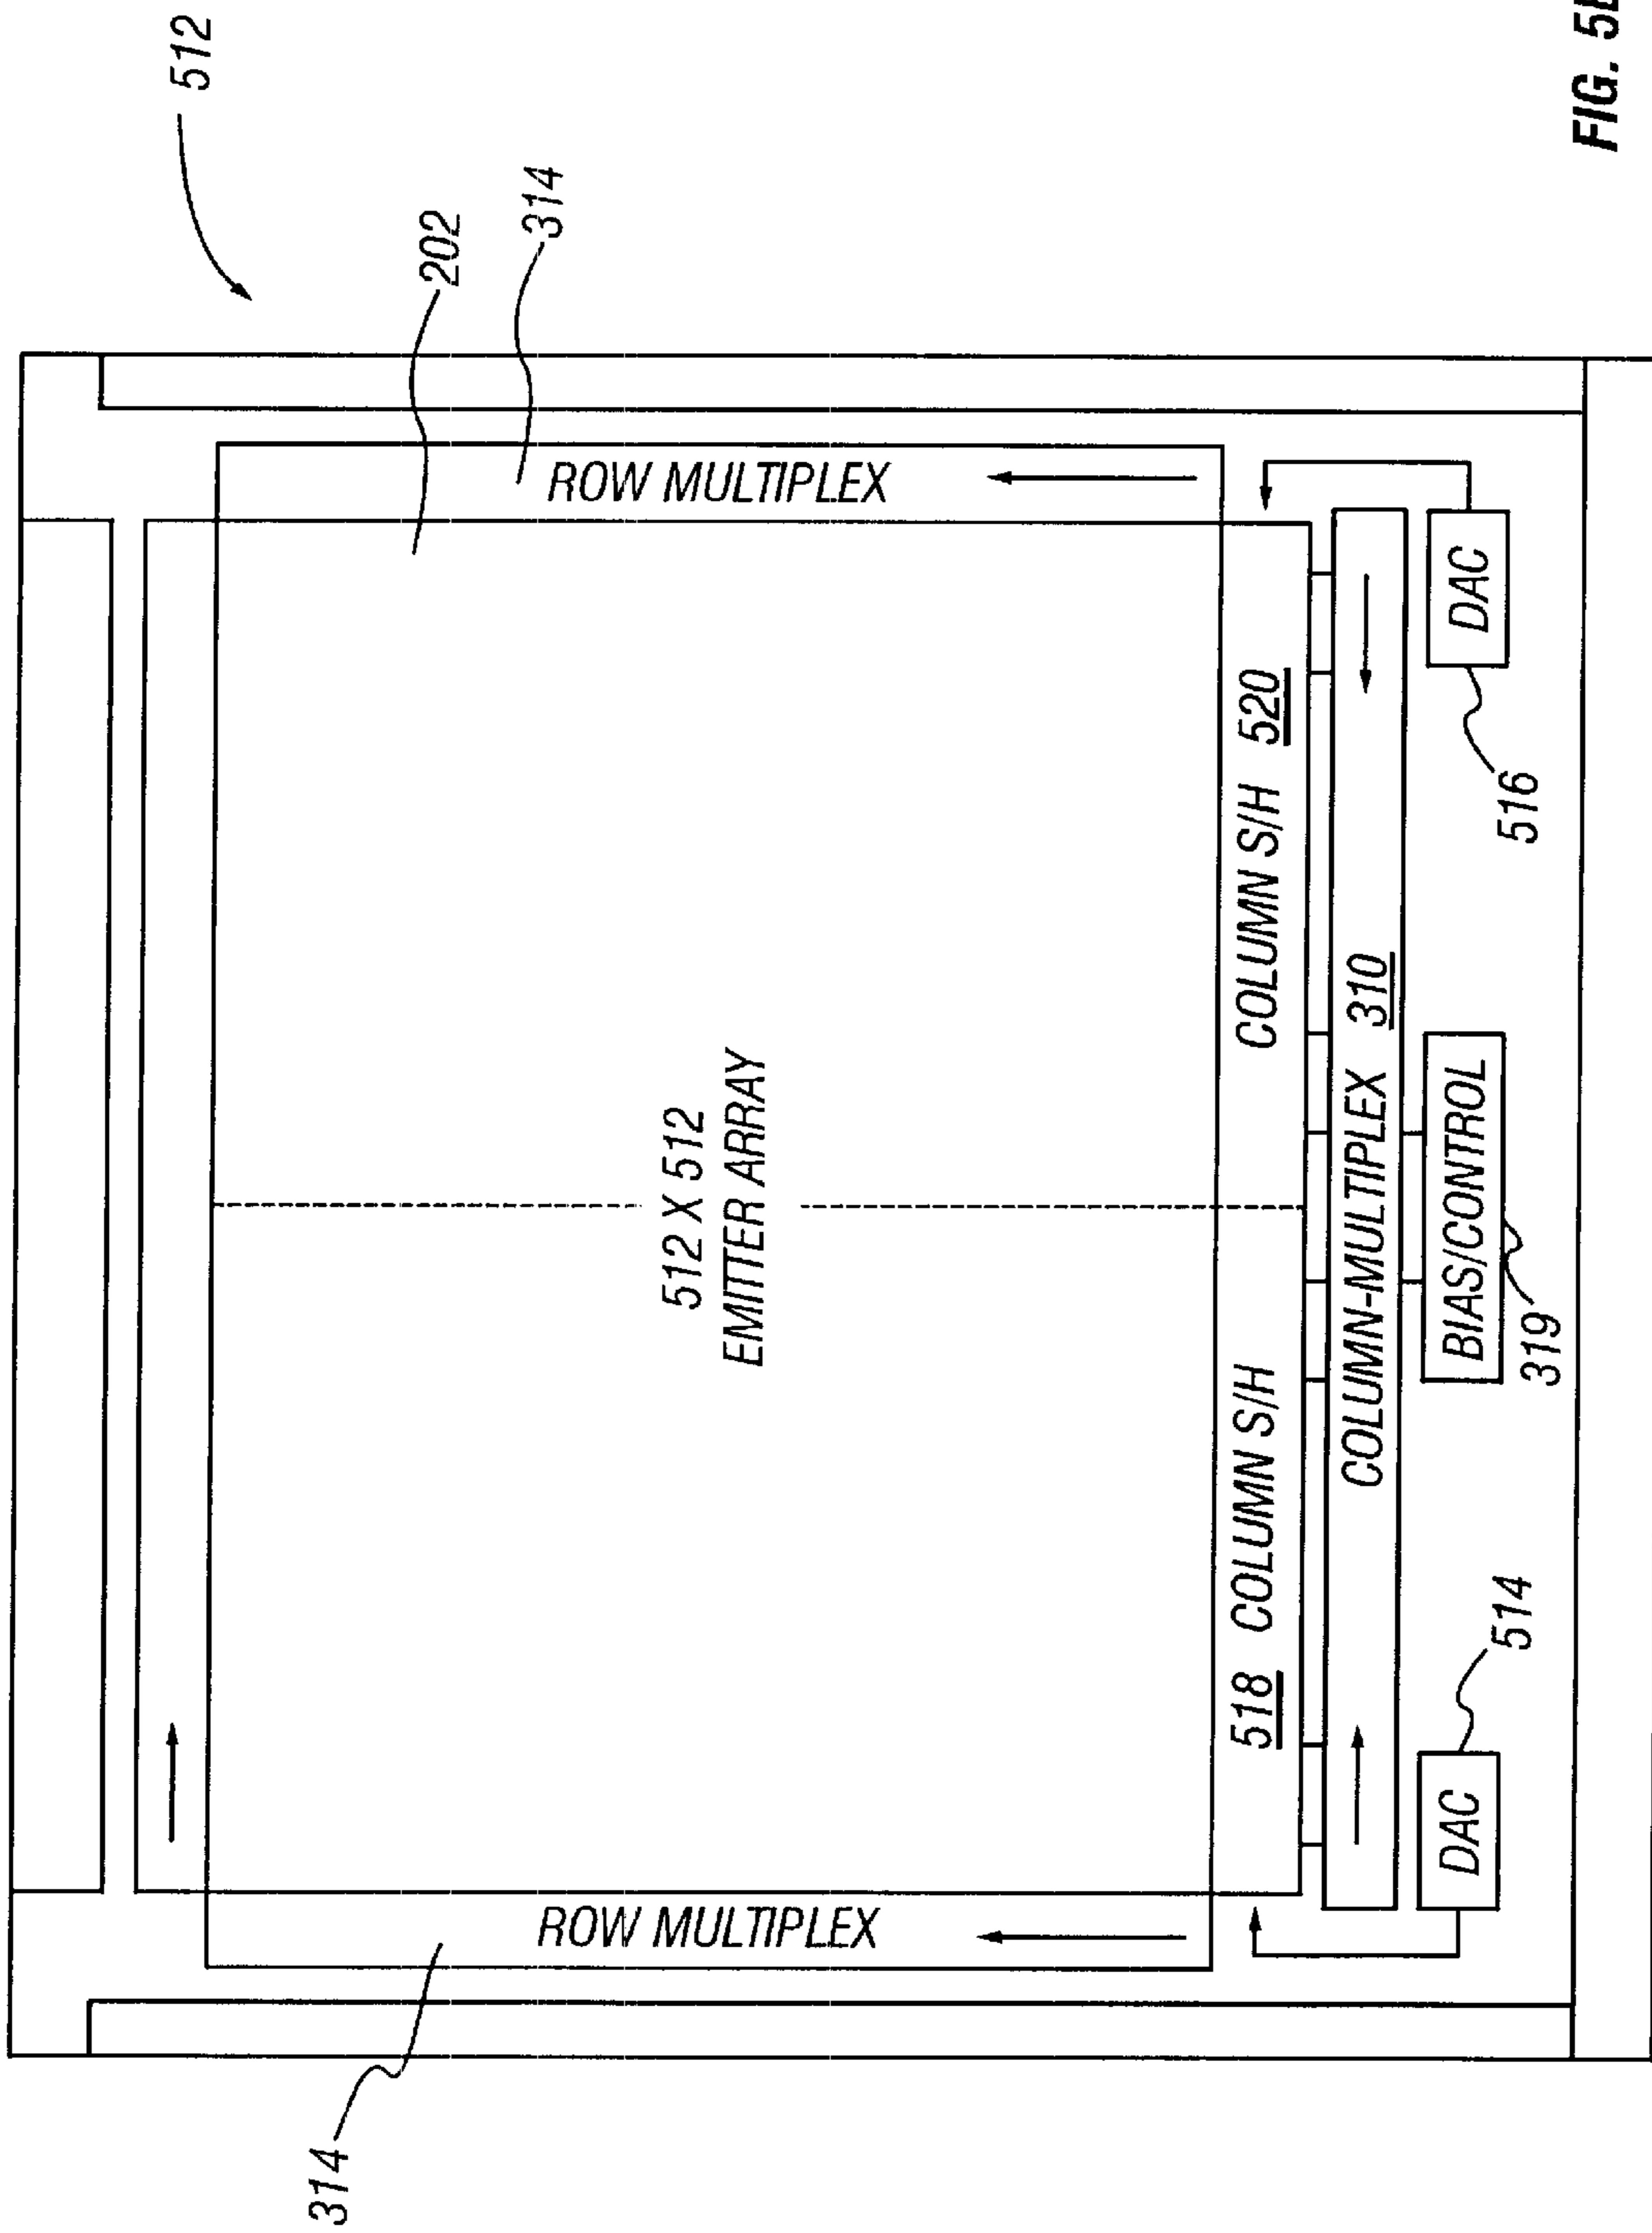 512
314
202
314
ROW MULTIPLEX
512 X 512
EMITTER ARRAY
ROW MULTIPLEX
518 COLUMN S/H
COLUMN S/H 520
COLUMN-MULTIPLEX 310
DAC
BIAS/CONTROL
DAC
514
319
516
FIG.